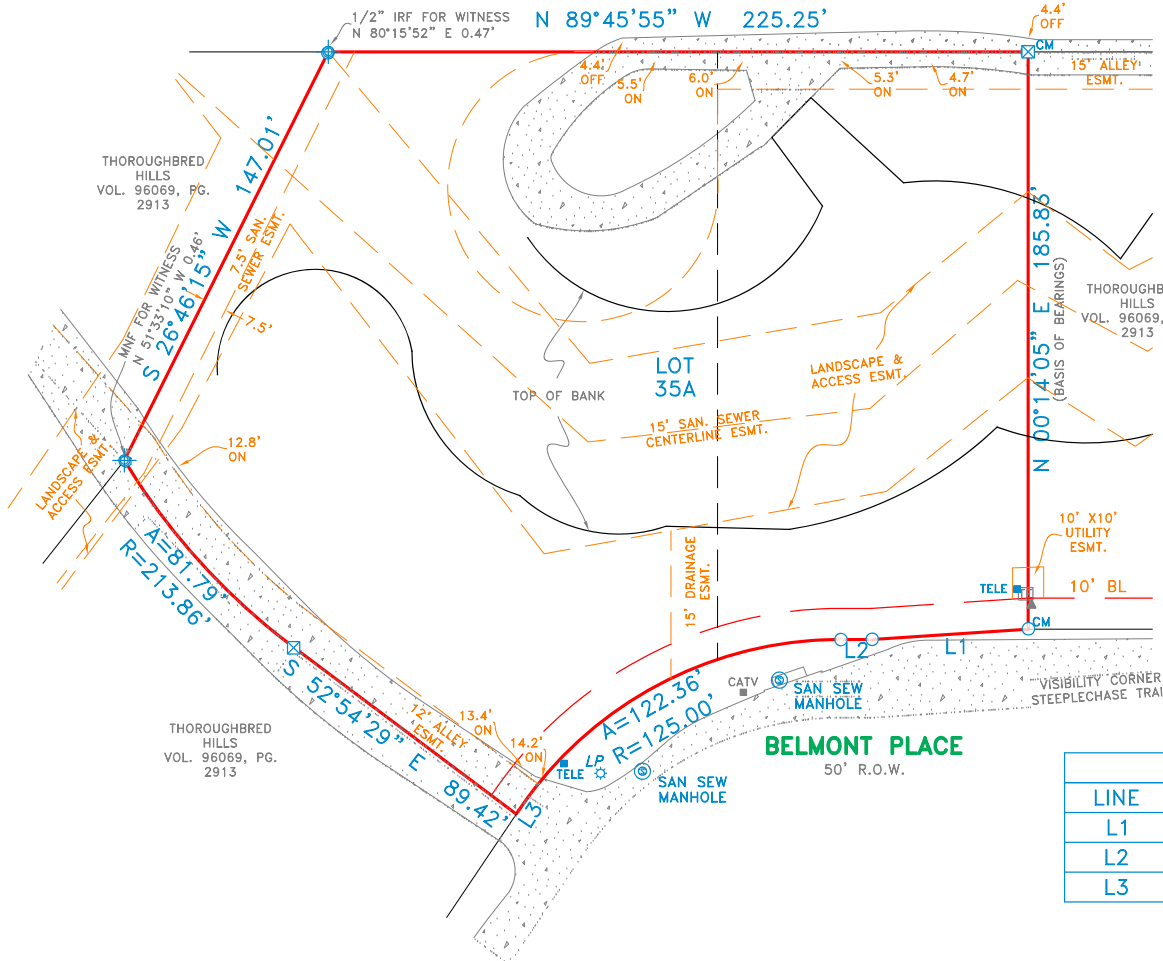 1/2" IRF FOR WITNESS
N 80°15'52" E 0.47'
N 89°45'55" W 225.25'
4.4'
OFF
CM
4.4'
OFF
5.5'
ON
6.0'
ON
5.3'
ON
4.7'
ON
15' ALLEY
ESMT.
THOROUGHBRED
HILLS
VOL. 96069, PG.
2913
S 26°46'15" W 147.01'
7.5' SAN.
SEWER ESMT.
MNF FOR WITNESS
N 51°33'10" W 0.46'
7.5'
N 00°14'05" E 185.83'
(BASIS OF BEARINGS)
THOROUGHB
HILLS
VOL. 96069,
2913
LOT
35A
TOP OF BANK
LANDSCAPE &
ACCESS ESMT.
15' SAN. SEWER
CENTERLINE ESMT.
12.8'
ON
LANDSCAPE &
ACCESS ESMT.
A=81.79'
R=213.86'
15' DRAINAGE
ESMT.
10' X10'
UTILITY
ESMT.
TELE
10' BL
CM
L2
L1
S 52°54'29" E 89.42'
12' ALLEY
ESMT.
13.4'
ON
14.2'
ON
A=122.36'
R=125.00'
CATV
SAN SEW
MANHOLE
VISIBILITY CORNER
STEEPLECHASE TRAI
THOROUGHBRED
HILLS
VOL. 96069, PG.
2913
LP
TELE
SAN SEW
MANHOLE
BELMONT PLACE
50' R.O.W.
L3
LINE
L1
L2
L3